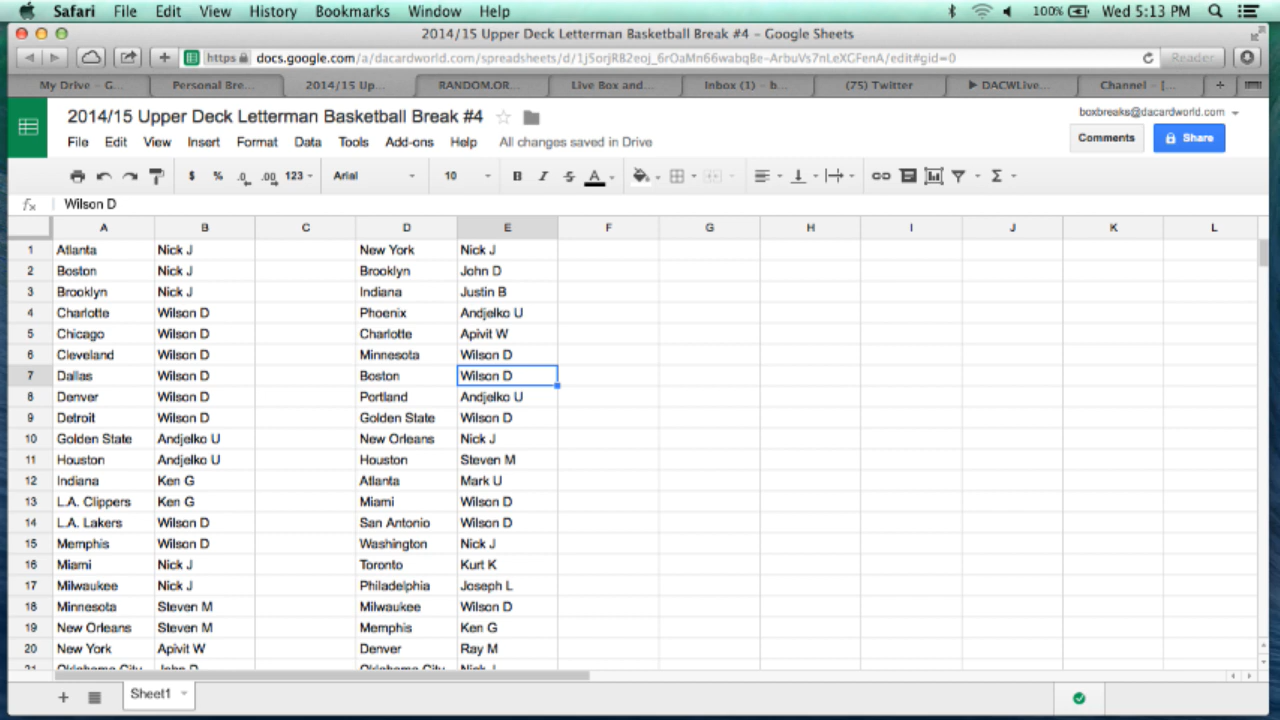 Safari File Edit View History Bookmarks Window Help 100% Wed 5:13 PM
2014/15 Upper Deck Letterman Basketball Break #4 – Google Sheets
https docs.google.com/a/dacardworld.com/spreadsheets/d/ Reader
My Drive – G... Personal Bre... 2014/15 Up... RANDOM.OR... Live Box and... Inbox (1) – b... (75) Twitter DACWLive... Channel – [...
2014/15 Upper Deck Letterman Basketball Break #4
boxbreaks@dacardworld.com
File Edit View Insert Format Data Tools Add-ons Help All changes saved in Drive
Comments Share
$ % .0 .00 123 Arial 10 B I S A Σ
fx Wilson D
A B C D E F G H I J K L
1 Atlanta Nick J New York Nick J
2 Boston Nick J Brooklyn John D
3 Brooklyn Nick J Indiana Justin B
4 Charlotte Wilson D Phoenix Andjelko U
5 Chicago Wilson D Charlotte Apivit W
6 Cleveland Wilson D Minnesota Wilson D
7 Dallas Wilson D Boston Wilson D
8 Denver Wilson D Portland Andjelko U
9 Detroit Wilson D Golden State Wilson D
10 Golden State Andjelko U New Orleans Nick J
11 Houston Andjelko U Houston Steven M
12 Indiana Ken G Atlanta Mark U
13 L.A. Clippers Ken G Miami Wilson D
14 L.A. Lakers Wilson D San Antonio Wilson D
15 Memphis Wilson D Washington Nick J
16 Miami Nick J Toronto Kurt K
17 Milwaukee Nick J Philadelphia Joseph L
18 Minnesota Steven M Milwaukee Wilson D
19 New Orleans Steven M Memphis Ken G
20 New York Apivit W Denver Ray M
21 Oklahoma City John D Oklahoma City Nick J
Sheet1